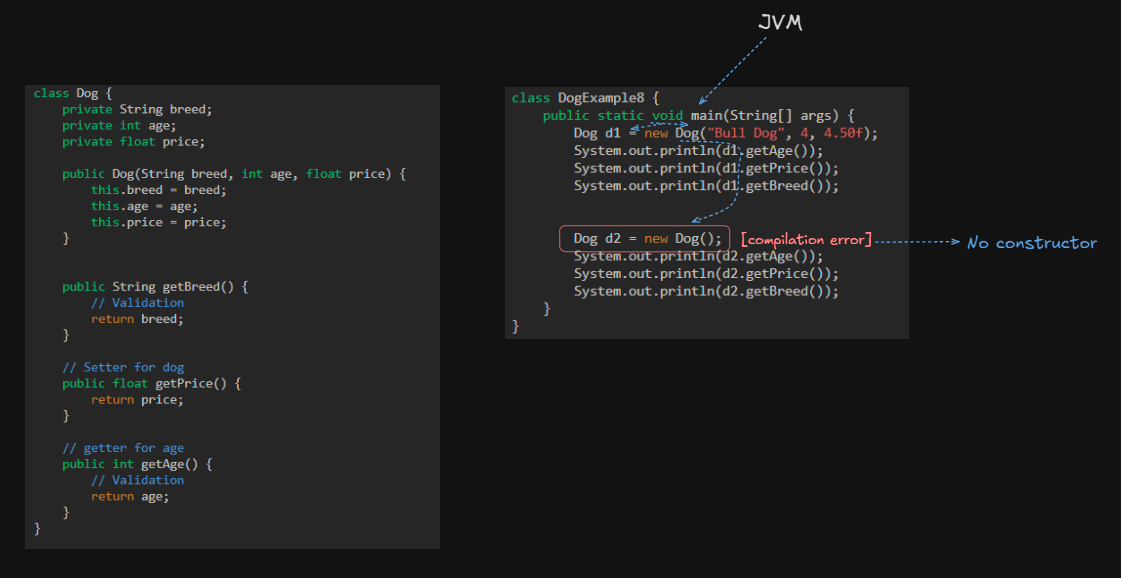 JVM
class Dog {
private String breed;
private int age;
private float price;
public Dog(String breed, int age, float price) {
this.breed = breed;
this.age = age;
this.price = price;
}
public String getBreed() {
// Validation
return breed;
}
// Setter for dog
public float getPrice() {
return price;
}
// getter for age
public int getAge() {
// Validation
return age;
}
}
class DogExample8 {
public static void main(String[] args) {
Dog d1 = new Dog("Bull Dog", 4, 4.50f);
System.out.println(d1.getAge());
System.out.println(d1.getPrice());
System.out.println(d1.getBreed());
Dog d2 = new Dog(); [compilation error] No constructor
System.out.println(d2.getAge());
System.out.println(d2.getPrice());
System.out.println(d2.getBreed());
}
}